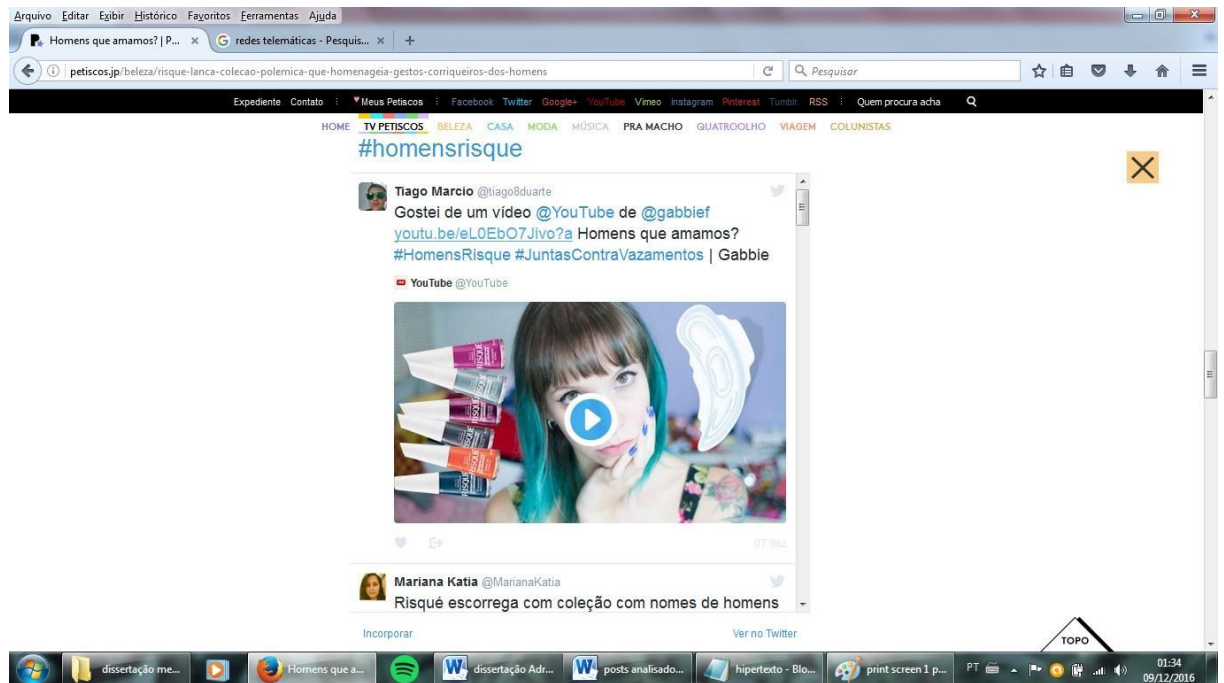 Arquivo Editar Exibir Histórico Favoritos Ferramentas Ajuda
Homens que amamos? | P... × redes telemáticas - Pesquis... × +
petiscos.jp/beleza/risque-lanca-colecao-polemica-que-homenageia-gestos-corriqueiros-dos-homens Pesquisar
Expediente Contato Meus Petiscos Facebook Twitter Google+ YouTube Vimeo Instagram Pinterest Tumblr. RSS Quem procura acha
HOME TV PETISCOS BELEZA CASA MODA MÚSICA PRA MACHO QUATROOLHO VIAGEM COLUNISTAS
#homensrisque
Tiago Marcio @tiago8duarte
Gostei de um vídeo @YouTube de @gabbief
youtu.be/eL0EbO7Jivo?a Homens que amamos?
#HomensRisque #JuntasContraVazamentos | Gabbie
YouTube @YouTube
RISQUÉ
RISQUÉ
RISQUÉ
RISQUÉ
RISQUÉ
07 dez
Mariana Katia @MarianaKatia
Risqué escorrega com coleção com nomes de homens
Incorporar Ver no Twitter
TOPO
dissertação me... Homens que a... dissertação Adr... posts analisado... hipertexto - Blo... print screen 1 p... PT 01:34
09/12/2016